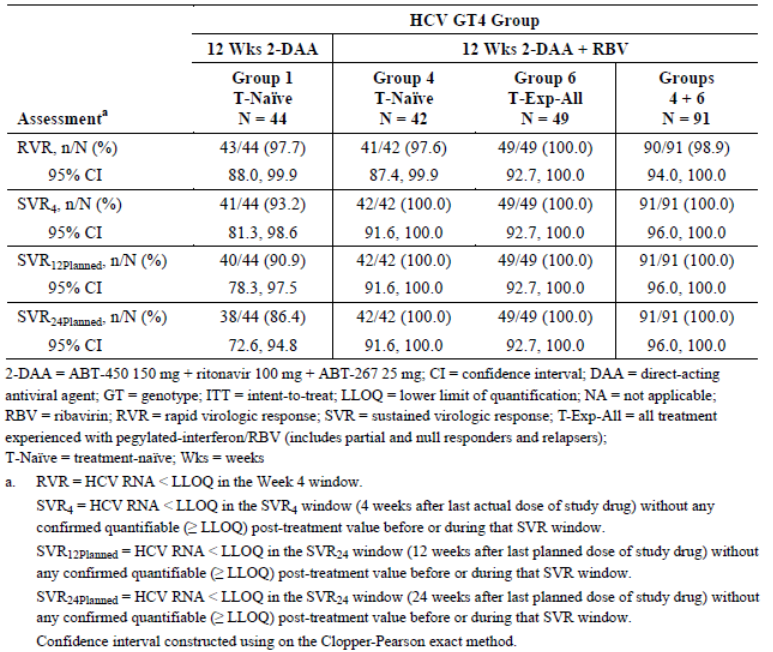 HCV GT4 Group
12 Wks 2-DAA 12 Wks 2-DAA + RBV
Group 1 Group 4 Group 6 Groups
T-Naïve T-Naïve T-Exp-All 4 + 6
Assessmentᵃ N = 44 N = 42 N = 49 N = 91
RVR, n/N (%) 43/44 (97.7) 41/42 (97.6) 49/49 (100.0) 90/91 (98.9)
95% CI 88.0, 99.9 87.4, 99.9 92.7, 100.0 94.0, 100.0
SVR₄, n/N (%) 41/44 (93.2) 42/42 (100.0) 49/49 (100.0) 91/91 (100.0)
95% CI 81.3, 98.6 91.6, 100.0 92.7, 100.0 96.0, 100.0
SVR12Planned, n/N (%) 40/44 (90.9) 42/42 (100.0) 49/49 (100.0) 91/91 (100.0)
95% CI 78.3, 97.5 91.6, 100.0 92.7, 100.0 96.0, 100.0
SVR24Planned, n/N (%) 38/44 (86.4) 42/42 (100.0) 49/49 (100.0) 91/91 (100.0)
95% CI 72.6, 94.8 91.6, 100.0 92.7, 100.0 96.0, 100.0
2-DAA = ABT-450 150 mg + ritonavir 100 mg + ABT-267 25 mg; CI = confidence interval; DAA = direct-acting
antiviral agent; GT = genotype; ITT = intent-to-treat; LLOQ = lower limit of quantification; NA = not applicable;
RBV = ribavirin; RVR = rapid virologic response; SVR = sustained virologic response; T-Exp-All = all treatment
experienced with pegylated-interferon/RBV (includes partial and null responders and relapsers);
T-Naïve = treatment-naïve; Wks = weeks
a. RVR = HCV RNA < LLOQ in the Week 4 window.
SVR₄ = HCV RNA < LLOQ in the SVR₄ window (4 weeks after last actual dose of study drug) without any
confirmed quantifiable (≥ LLOQ) post-treatment value before or during that SVR window.
SVR12Planned = HCV RNA < LLOQ in the SVR₂₄ window (12 weeks after last planned dose of study drug) without
any confirmed quantifiable (≥ LLOQ) post-treatment value before or during that SVR window.
SVR24Planned = HCV RNA < LLOQ in the SVR₂₄ window (24 weeks after last planned dose of study drug) without
any confirmed quantifiable (≥ LLOQ) post-treatment value before or during that SVR window.
Confidence interval constructed using on the Clopper-Pearson exact method.